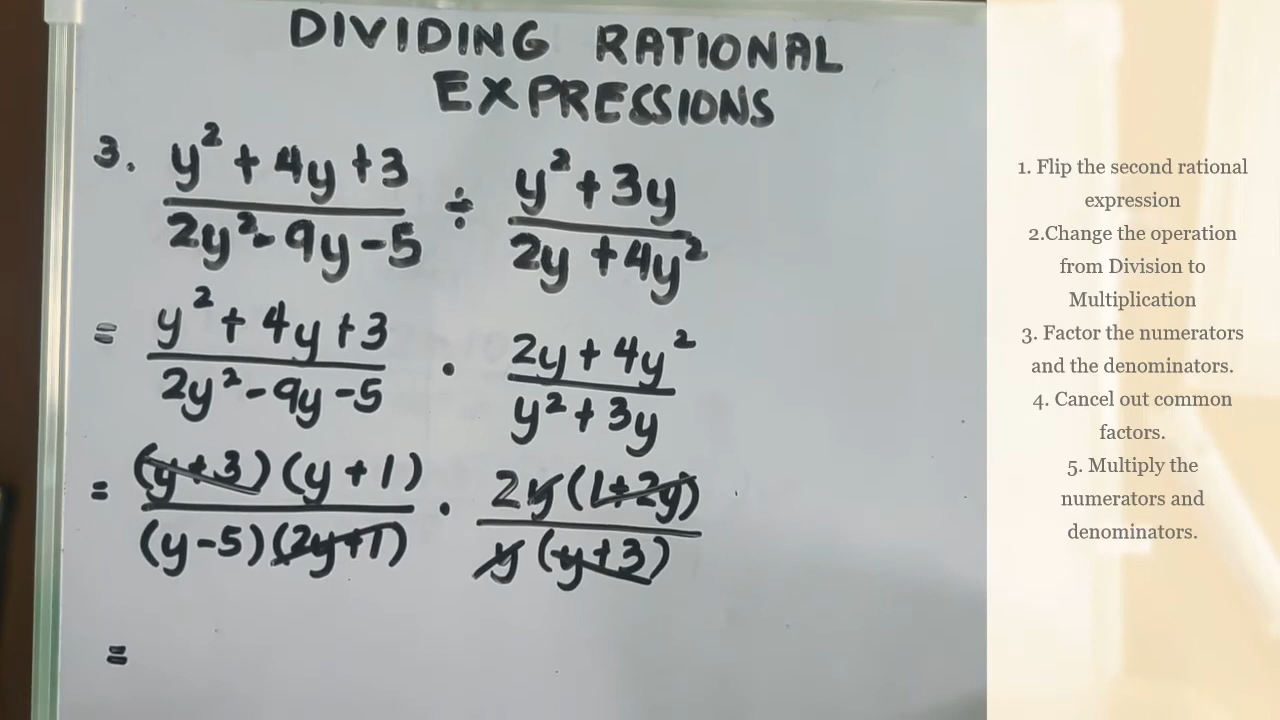 DIVIDING RATIONAL
EXPRESSIONS
3. y² + 4y + 3 / 2y² - 9y - 5 ÷ y² + 3y / 2y + 4y²
= y² + 4y + 3 / 2y² - 9y - 5 · 2y + 4y² / y² + 3y
= (y + 3)(y + 1) / (y - 5)(2y + 1) · 2y(1 + 2y) / y(y + 3)
=
1. Flip the second rational
expression
2.Change the operation
from Division to
Multiplication
3. Factor the numerators
and the denominators.
4. Cancel out common
factors.
5. Multiply the
numerators and
denominators.